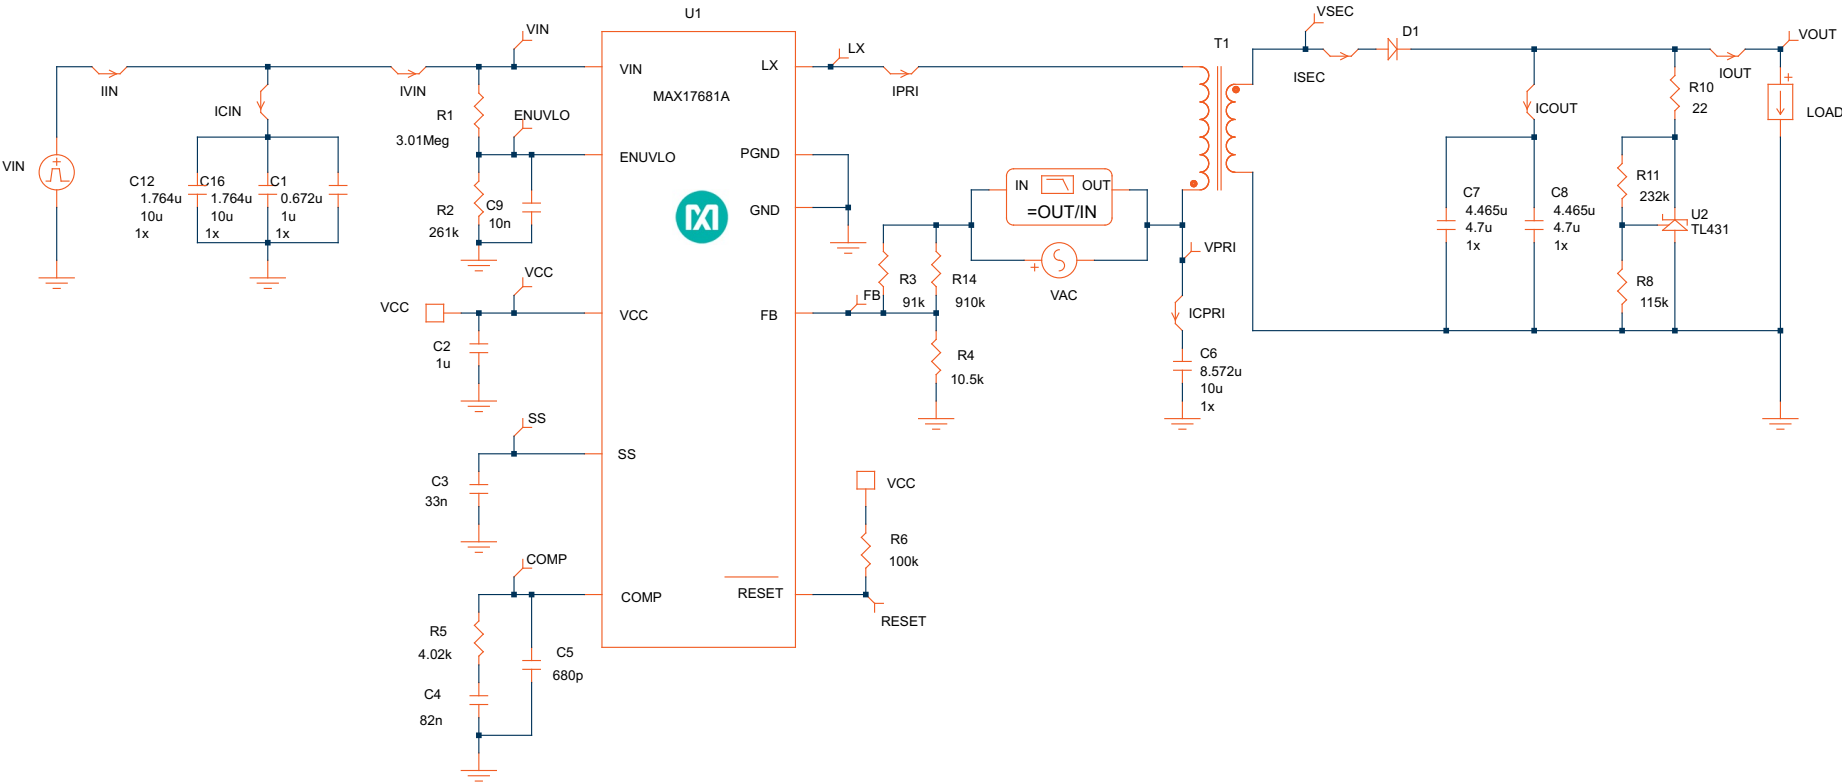 U1
MAX17681A
VIN
ENUVLO
VCC
SS
COMP
LX
PGND
GND
FB
RESET
VIN
IIN
ICIN
IVIN
VIN
C12
1.764u
10u
1x
C16
1.764u
10u
1x
C1
0.672u
1u
1x
R1
3.01Meg
ENUVLO
R2
261k
C9
10n
VCC
VCC
C2
1u
SS
C3
33n
COMP
R5
4.02k
C4
82n
C5
680p
LX
IPRI
T1
FB
R3
91k
R14
910k
R4
10.5k
IN
OUT
=OUT/IN
VAC
VPRI
ICPRI
C6
8.572u
10u
1x
VCC
R6
100k
RESET
VSEC
ISEC
D1
ICOUT
C7
4.465u
4.7u
1x
C8
4.465u
4.7u
1x
R10
22
R11
232k
U2
TL431
R8
115k
IOUT
VOUT
LOAD